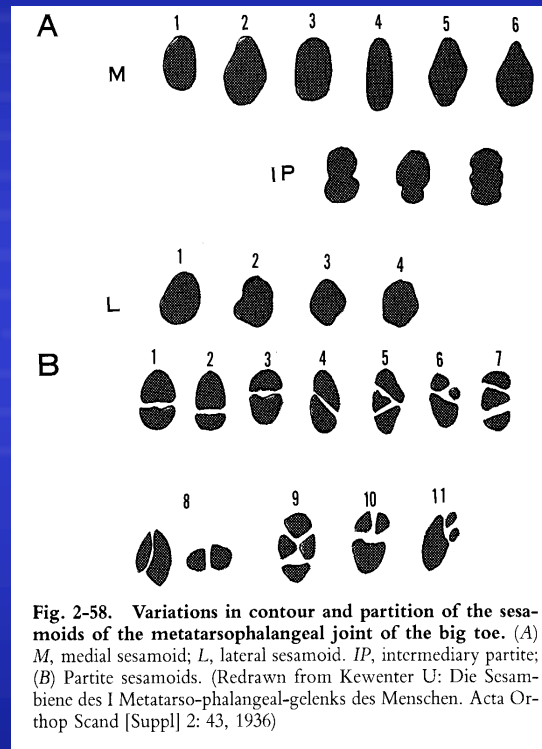 A
1 2 3 4 5 6
M
IP
1 2 3 4
L
B
1 2 3 4 5 6 7
8 9 10 11
Fig. 2-58. Variations in contour and partition of the sesa-
moids of the metatarsophalangeal joint of the big toe. (A)
M, medial sesamoid; L, lateral sesamoid. IP, intermediary partite;
(B) Partite sesamoids. (Redrawn from Kewenter U: Die Sesam-
biene des I Metatarso-phalangeal-gelenks des Menschen. Acta Or-
thop Scand [Suppl] 2: 43, 1936)